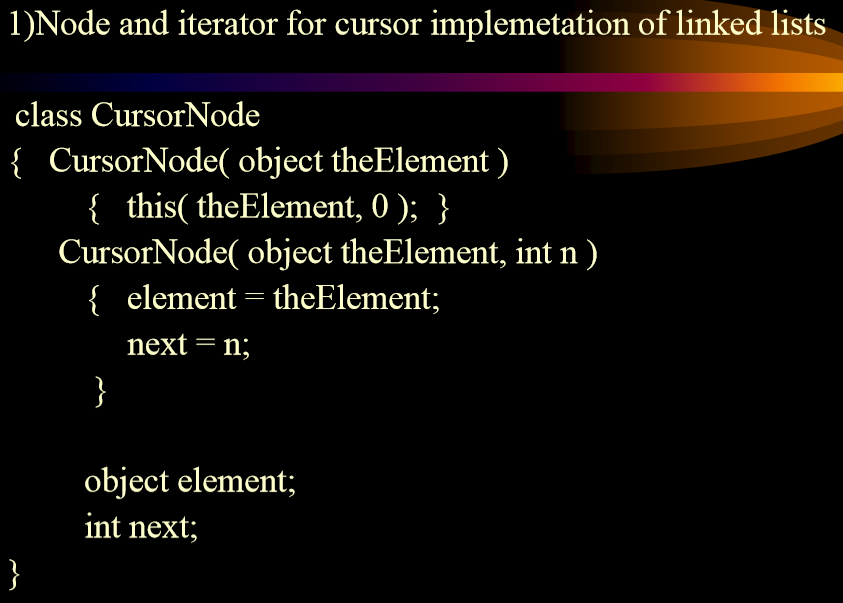 1)Node and iterator for cursor implemetation of linked lists
class CursorNode
{ CursorNode( object theElement )
{ this( theElement, 0 ); }
CursorNode( object theElement, int n )
{ element = theElement;
next = n;
}
object element;
int next;
}